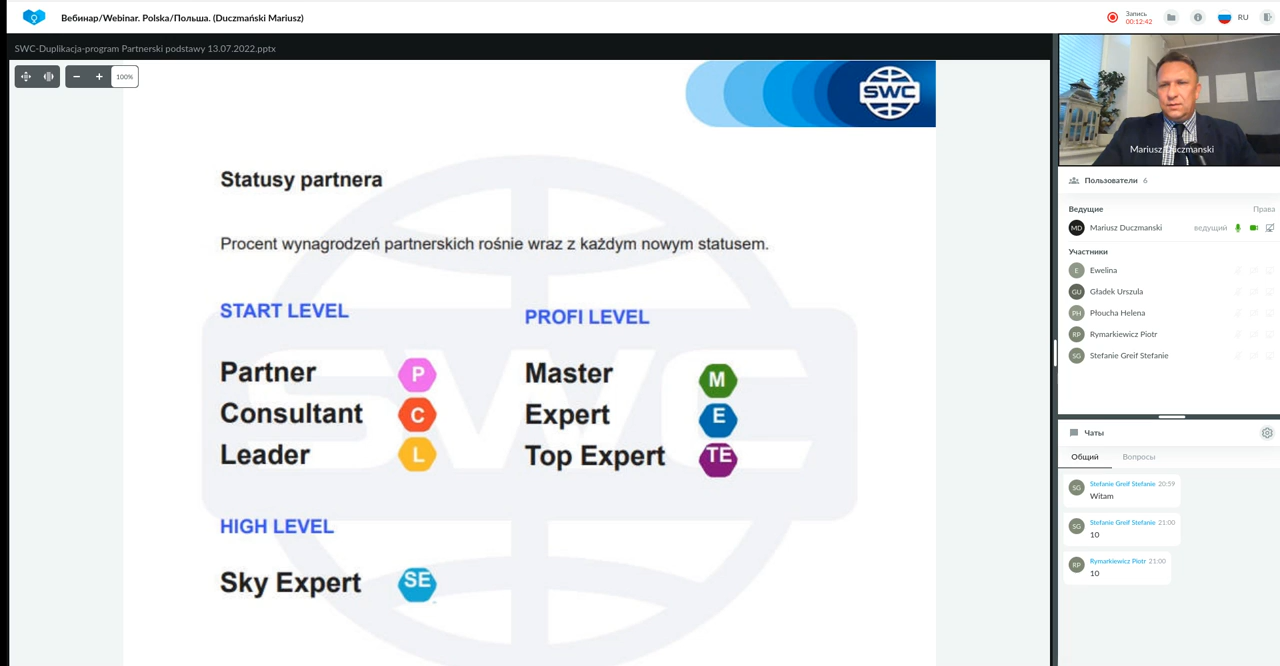 Вебинар/Webinar. Polska/Польша. (Duczmański Mariusz)
Запись
00:12:42
RU
SWC-Duplikacja-program Partnerski podstawy 13.07.2022.pptx
100%
SWC
Statusy partnera
Procent wynagrodzeń partnerskich rośnie wraz z każdym nowym statusem.
START LEVEL
Partner P
Consultant C
Leader L
PROFI LEVEL
Master M
Expert E
Top Expert TE
HIGH LEVEL
Sky Expert SE
SWC
Mariusz Duczmanski
Пользователи 6
Ведущие Права
MD Mariusz Duczmanski ведущий
Участники
E Ewelina
GU Gładek Urszula
PH Płoucha Helena
RP Rymarkiewicz Piotr
SG Stefanie Greif Stefanie
Чаты
Общий Вопросы
SG Stefanie Greif Stefanie 20:59
Witam
SG Stefanie Greif Stefanie 21:00
10
RP Rymarkiewicz Piotr 21:00
10